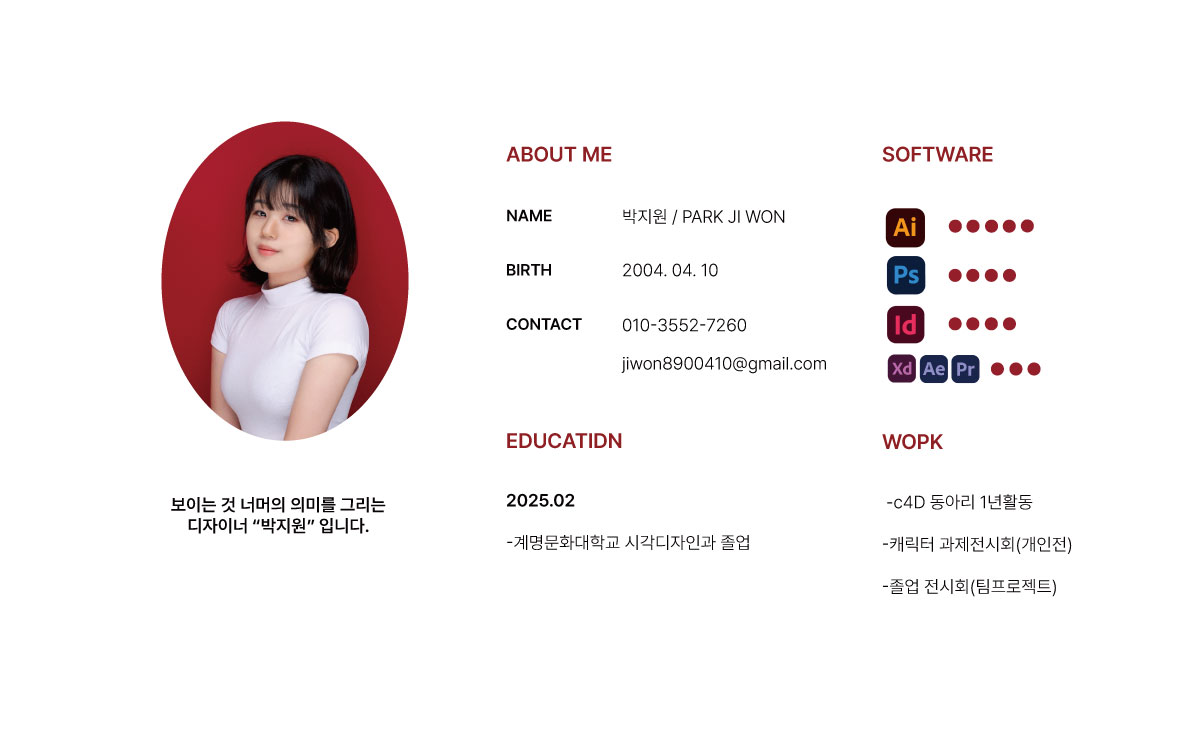 보이는 것 너머의 의미를 그리는
디자이너 “박지원” 입니다.
ABOUT ME
NAME 박지원 / PARK JI WON
BIRTH 2004. 04. 10
CONTACT 010-3552-7260
jiwon8900410@gmail.com
EDUCATIDN
2025.02
-계명문화대학교 시각디자인과 졸업
SOFTWARE
Ai
Ps
Id
Xd Ae Pr
WOPK
-c4D 동아리 1년활동
-캐릭터 과제전시회(개인전)
-졸업 전시회(팀프로젝트)